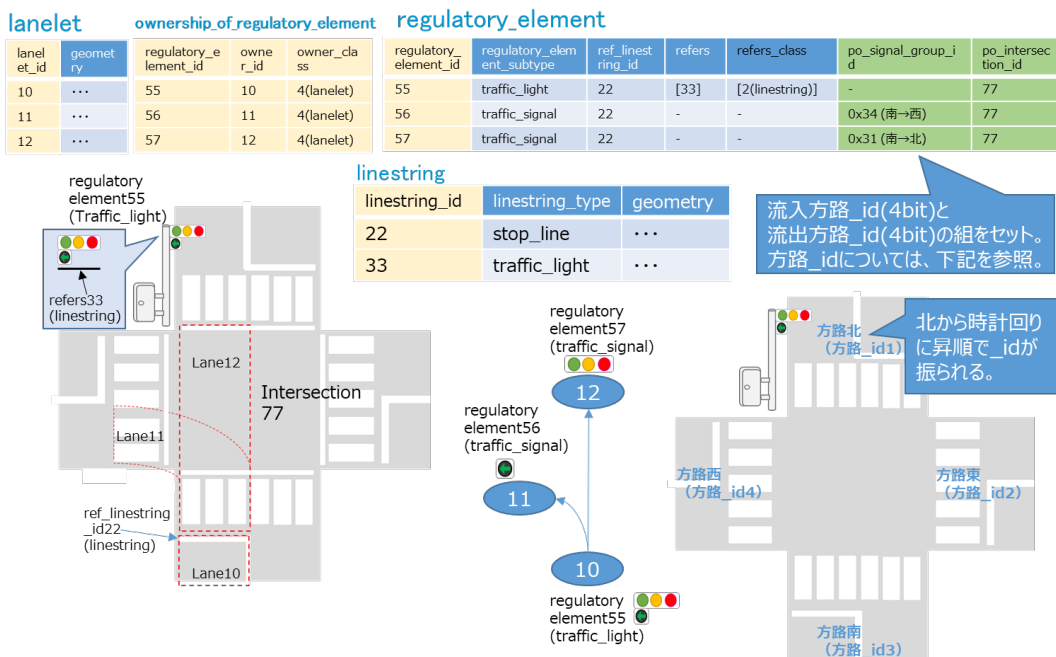 lanelet
lanel
et_id
geomet
ry
10
・・・
11
・・・
12
・・・
ownership_of_regulatory_element
regulatory_e
lement_id
owne
r_id
owner_cla
ss
55
10
4(lanelet)
56
11
4(lanelet)
57
12
4(lanelet)
regulatory_element
regulatory_
element_id
regulatory_elem
ent_subtype
ref_linest
ring_id
refers
refers_class
po_signal_group_i
d
po_intersec
tion_id
55
traffic_light
22
[33]
[2(linestring)]
-
77
56
traffic_signal
22
-
-
0x34 (南→西)
77
57
traffic_signal
22
-
-
0x31 (南→北)
77
linestring
linestring_id
linestring_type
geometry
22
stop_line
・・・
33
traffic_light
・・・
流入方路_id(4bit)と
流出方路_id(4bit)の組をセット。
方路_idについては、下記を参照。
regulatory
element55
(Traffic_light)
refers33
(linestring)
Lane12
Intersection
77
Lane11
ref_linestring
_id22
(linestring)
Lane10
regulatory
element57
(traffic_signal)
12
regulatory
element56
(traffic_signal)
11
10
regulatory
element55
(traffic_light)
方路北
（方路_id1）
北から時計回り
に昇順で_idが
振られる。
方路西
（方路_id4）
方路東
（方路_id2）
方路南
（方路_id3）